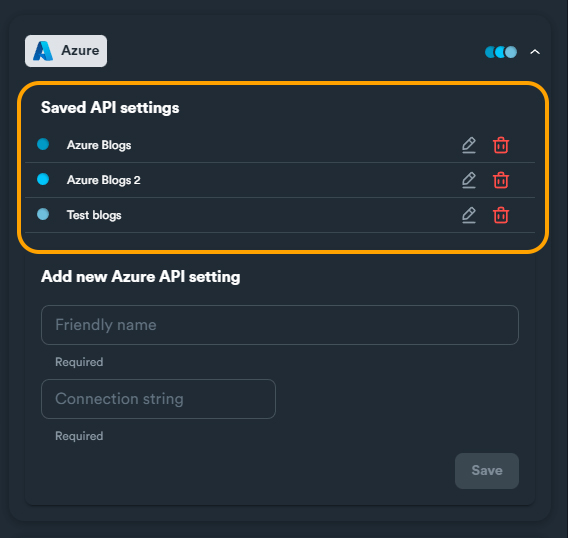 Azure
Saved API settings
Azure Blogs
Azure Blogs 2
Test blogs
Add new Azure API setting
Friendly name
Required
Connection string
Required
Save